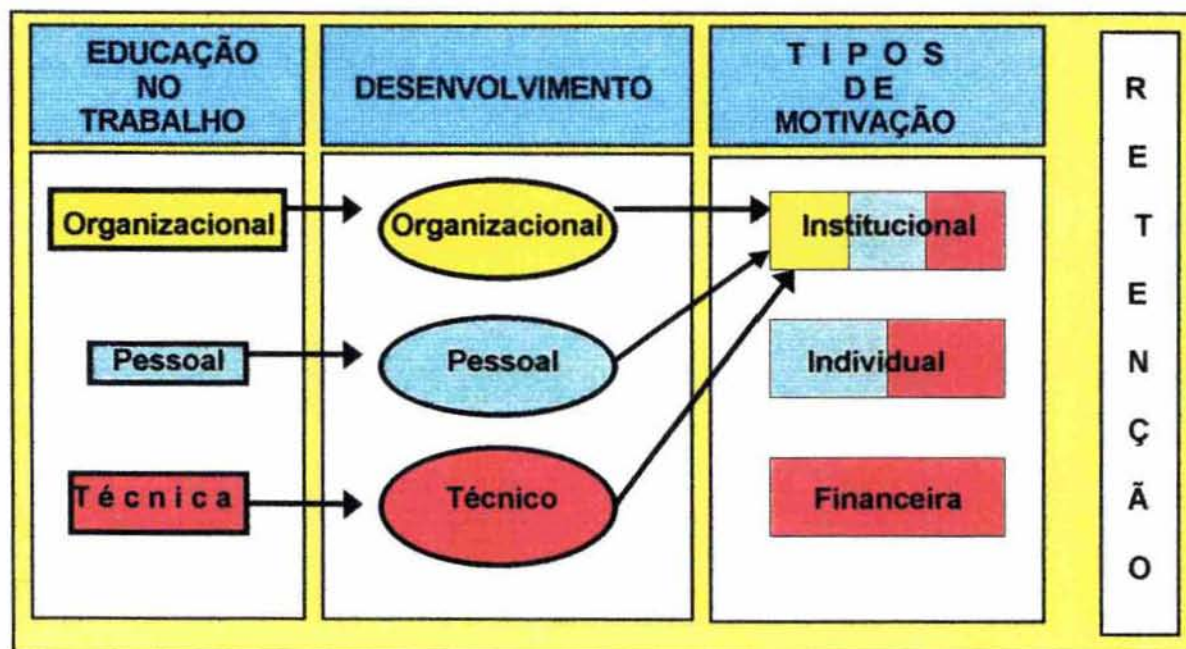 EDUCAÇÃO
NO
TRABALHO
DESENVOLVIMENTO
T I P O S
D E
MOTIVAÇÃO
Organizacional
Organizacional
Institucional
Pessoal
Pessoal
Individual
T é c n i c a
Técnico
Financeira
R
E
T
E
N
Ç
Ã
O